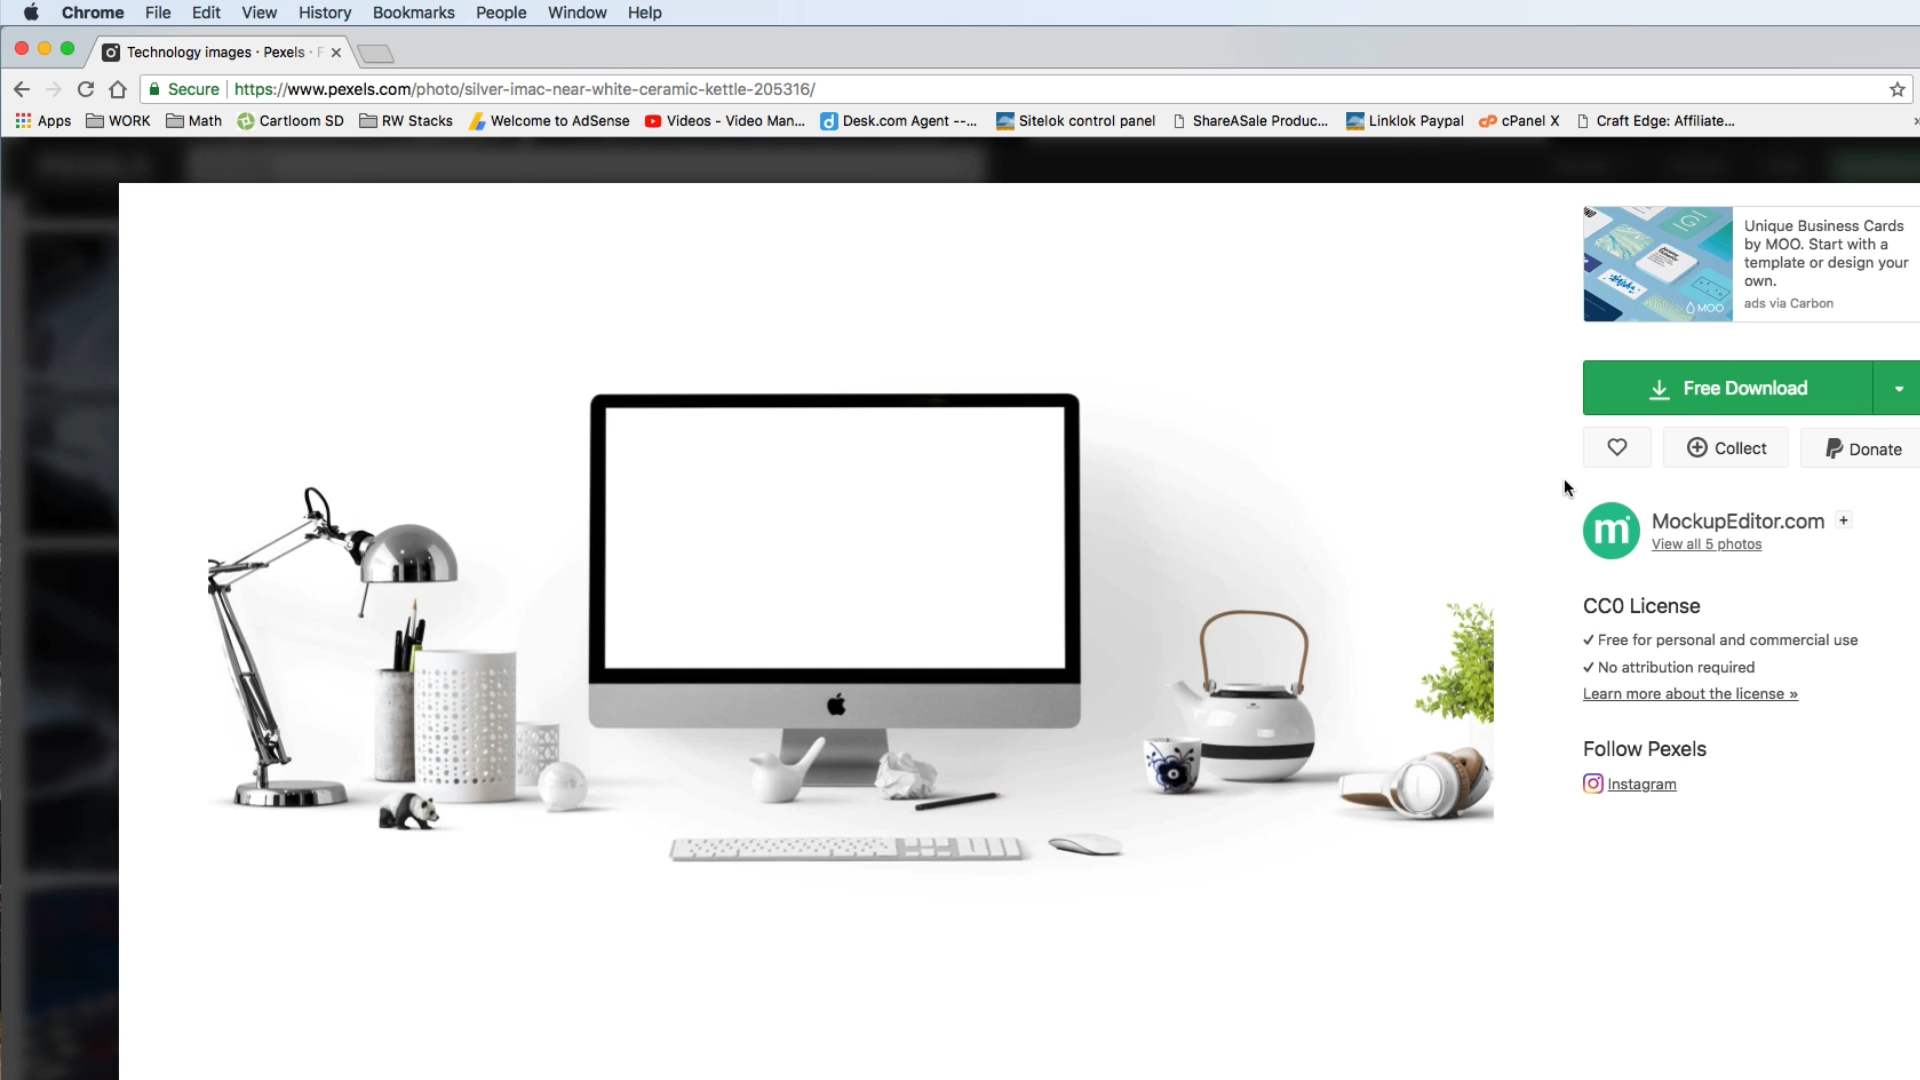 Chrome File Edit View History Bookmarks People Window Help
Technology images · Pexels · F
Secure https://www.pexels.com/photo/silver-imac-near-white-ceramic-kettle-205316/
Apps WORK Math Cartloom SD RW Stacks Welcome to AdSense Videos - Video Man... Desk.com Agent --... Sitelok control panel ShareASale Produc... Linklok Paypal cPanel X Craft Edge: Affiliate...
Unique Business Cards
by MOO. Start with a
template or design your
own.
ads via Carbon
MOO
Free Download
Collect Donate
m
MockupEditor.com +
View all 5 photos
CC0 License
✓ Free for personal and commercial use
✓ No attribution required
Learn more about the license »
Follow Pexels
Instagram